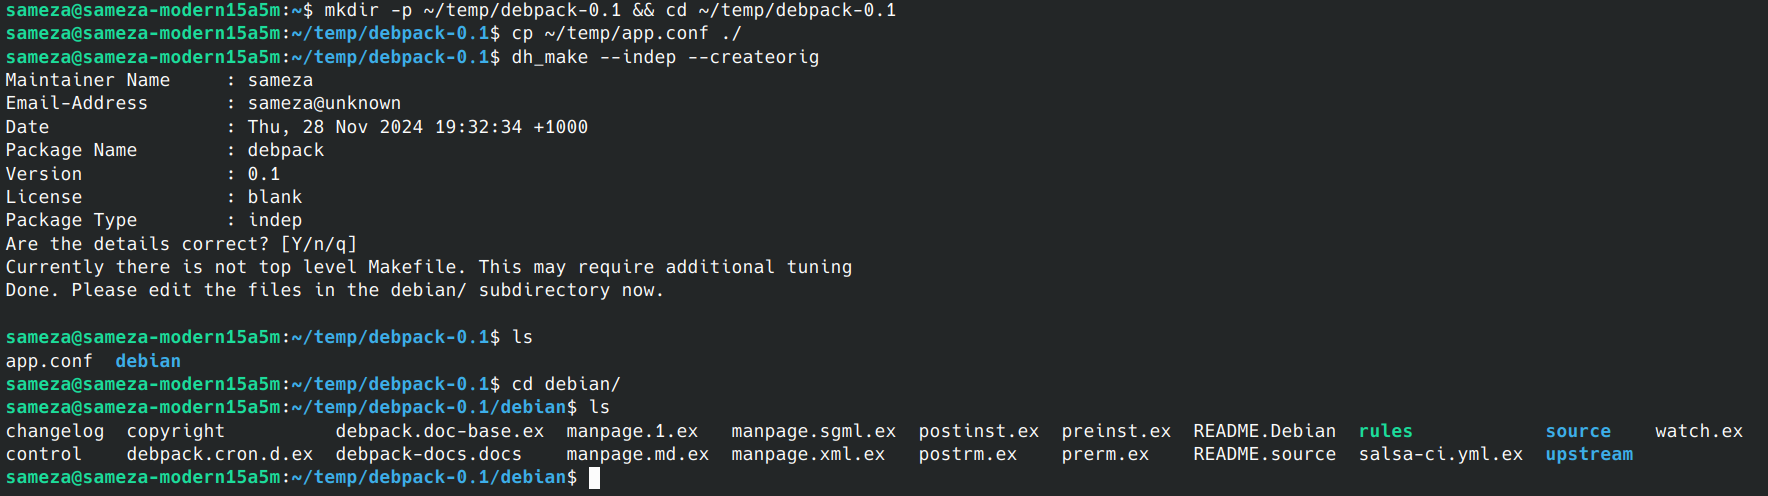 sameza@sameza-modern15a5m:~$ mkdir -p ~/temp/debpack-0.1 && cd ~/temp/debpack-0.1
sameza@sameza-modern15a5m:~/temp/debpack-0.1$ cp ~/temp/app.conf ./
sameza@sameza-modern15a5m:~/temp/debpack-0.1$ dh_make --indep --createorig
Maintainer Name     : sameza
Email-Address       : sameza@unknown
Date                : Thu, 28 Nov 2024 19:32:34 +1000
Package Name        : debpack
Version             : 0.1
License             : blank
Package Type        : indep
Are the details correct? [Y/n/q]
Currently there is not top level Makefile. This may require additional tuning
Done. Please edit the files in the debian/ subdirectory now.
sameza@sameza-modern15a5m:~/temp/debpack-0.1$ ls
app.conf  debian
sameza@sameza-modern15a5m:~/temp/debpack-0.1$ cd debian/
sameza@sameza-modern15a5m:~/temp/debpack-0.1/debian$ ls
changelog  copyright          debpack.doc-base.ex  manpage.1.ex   manpage.sgml.ex  postinst.ex  preinst.ex  README.Debian  rules            source    watch.ex
control    debpack.cron.d.ex  debpack-docs.docs    manpage.md.ex  manpage.xml.ex   postrm.ex    prerm.ex    README.source  salsa-ci.yml.ex  upstream
sameza@sameza-modern15a5m:~/temp/debpack-0.1/debian$